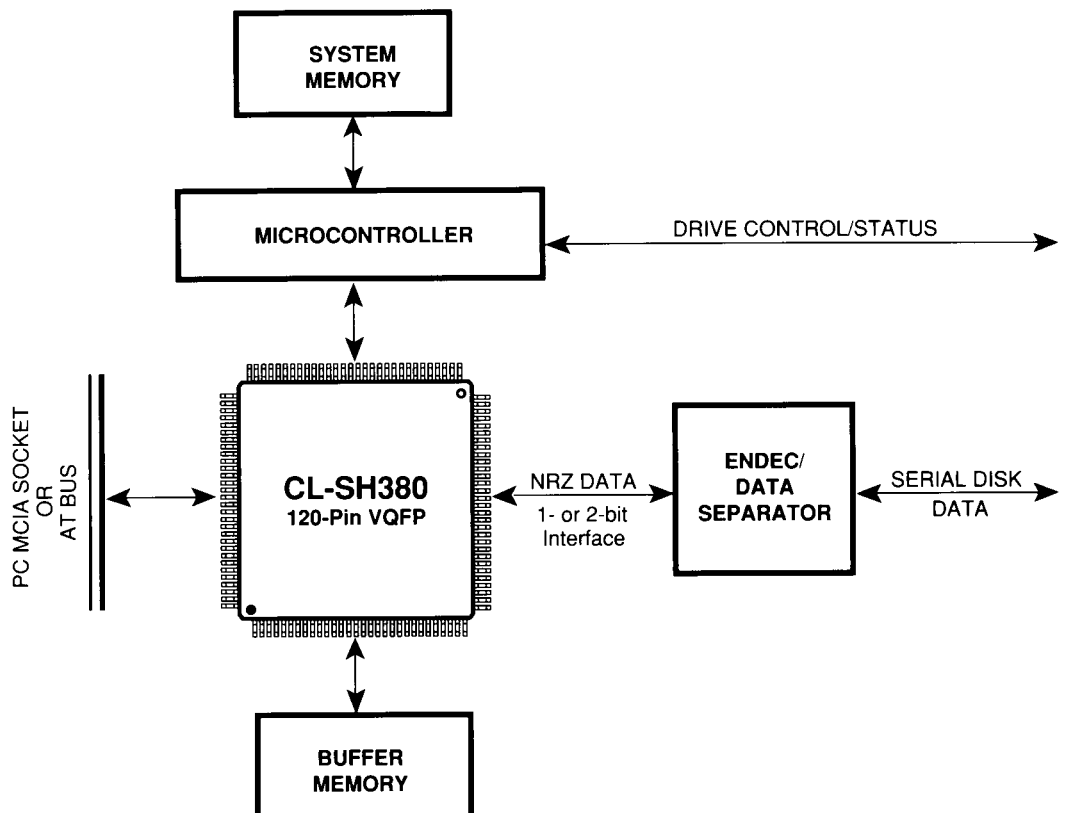 SYSTEM
MEMORY
MICROCONTROLLER
DRIVE CONTROL/STATUS
PC MCIA SOCKET
OR
AT BUS
CL-SH380
120-Pin VQFP
NRZ DATA
1- or 2-bit
Interface
ENDEC/
DATA
SEPARATOR
SERIAL DISK
DATA
BUFFER
MEMORY